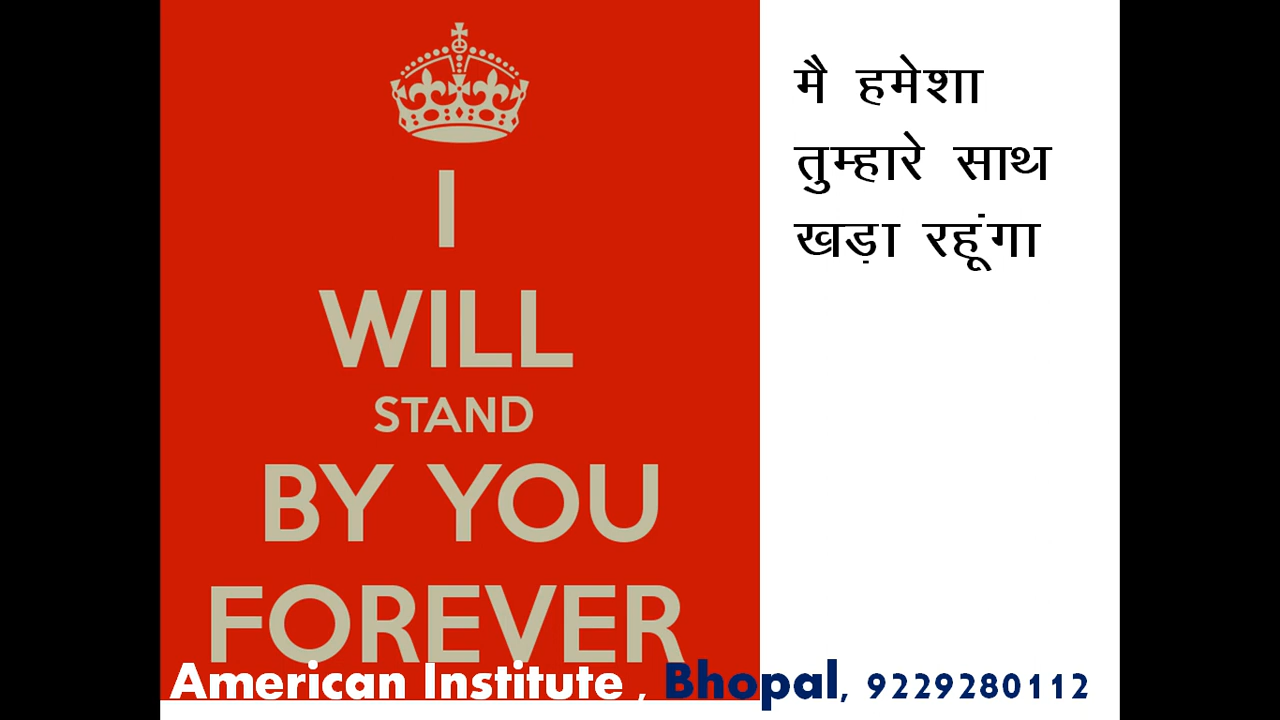 I
WILL
STAND
BY YOU
FOREVER
मै हमेशा
तुम्हारे साथ
खड़ा रहूंगा
American Institute , Bhopal, 9229280112